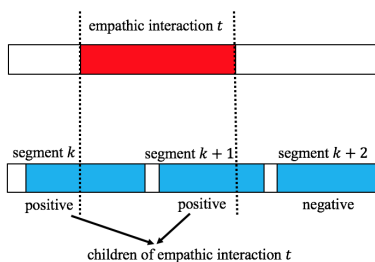 empathic interaction t
segment k
segment k + 1
segment k + 2
positive
positive
negative
children of empathic interaction t